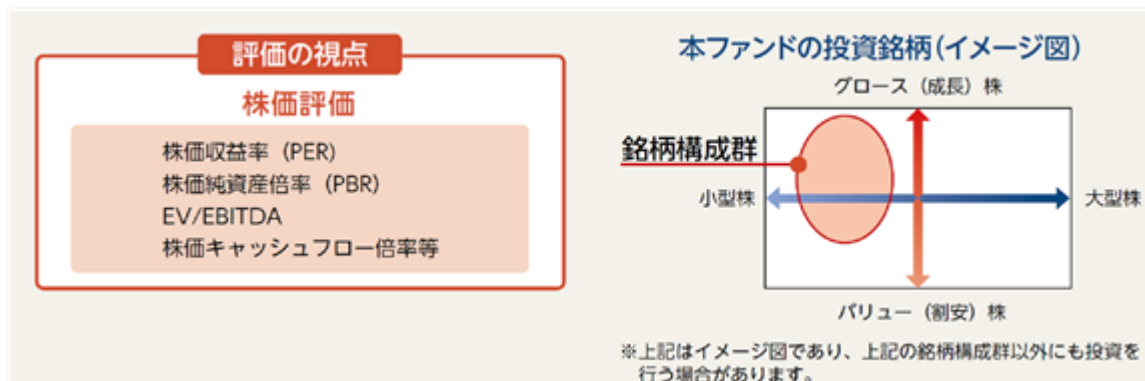 評価の視点
株価評価
株価収益率（PER）
株価純資産倍率（PBR）
EV/EBITDA
株価キャッシュフロー倍率等
本ファンドの投資銘柄（イメージ図）
グロース（成長）株
銘柄構成群
小型株
大型株
バリュー（割安）株
※上記はイメージ図であり、上記の銘柄構成群以外にも投資を
行う場合があります。